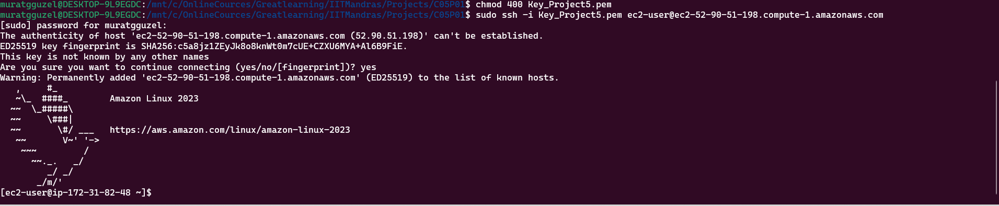 muratgguzel@DESKTOP-9L9EGDC:/mnt/c/OnlineCources/Greatlearning/IITMandras/Projects/C05P01$ chmod 400 Key_Project5.pem
muratgguzel@DESKTOP-9L9EGDC:/mnt/c/OnlineCources/Greatlearning/IITMandras/Projects/C05P01$ sudo ssh -i Key_Project5.pem ec2-user@ec2-52-90-51-198.compute-1.amazonaws.com
[sudo] password for muratgguzel:
The authenticity of host 'ec2-52-90-51-198.compute-1.amazonaws.com (52.90.51.198)' can't be established.
ED25519 key fingerprint is SHA256:c5a8jz1ZEyJk8o8knWt0m7cUE+CZXU6MYA+Al6B9FiE.
This key is not known by any other names
Are you sure you want to continue connecting (yes/no/[fingerprint])? yes
Warning: Permanently added 'ec2-52-90-51-198.compute-1.amazonaws.com' (ED25519) to the list of known hosts.
   ,     #_
   ~\_  ####_        Amazon Linux 2023
  ~~  \_#####\
  ~~     \###|
  ~~       \#/ ___   https://aws.amazon.com/linux/amazon-linux-2023
   ~~       V~' '->
    ~~~         /
      ~~._.   _/
         _/ _/
       _/m/'
[ec2-user@ip-172-31-82-48 ~]$